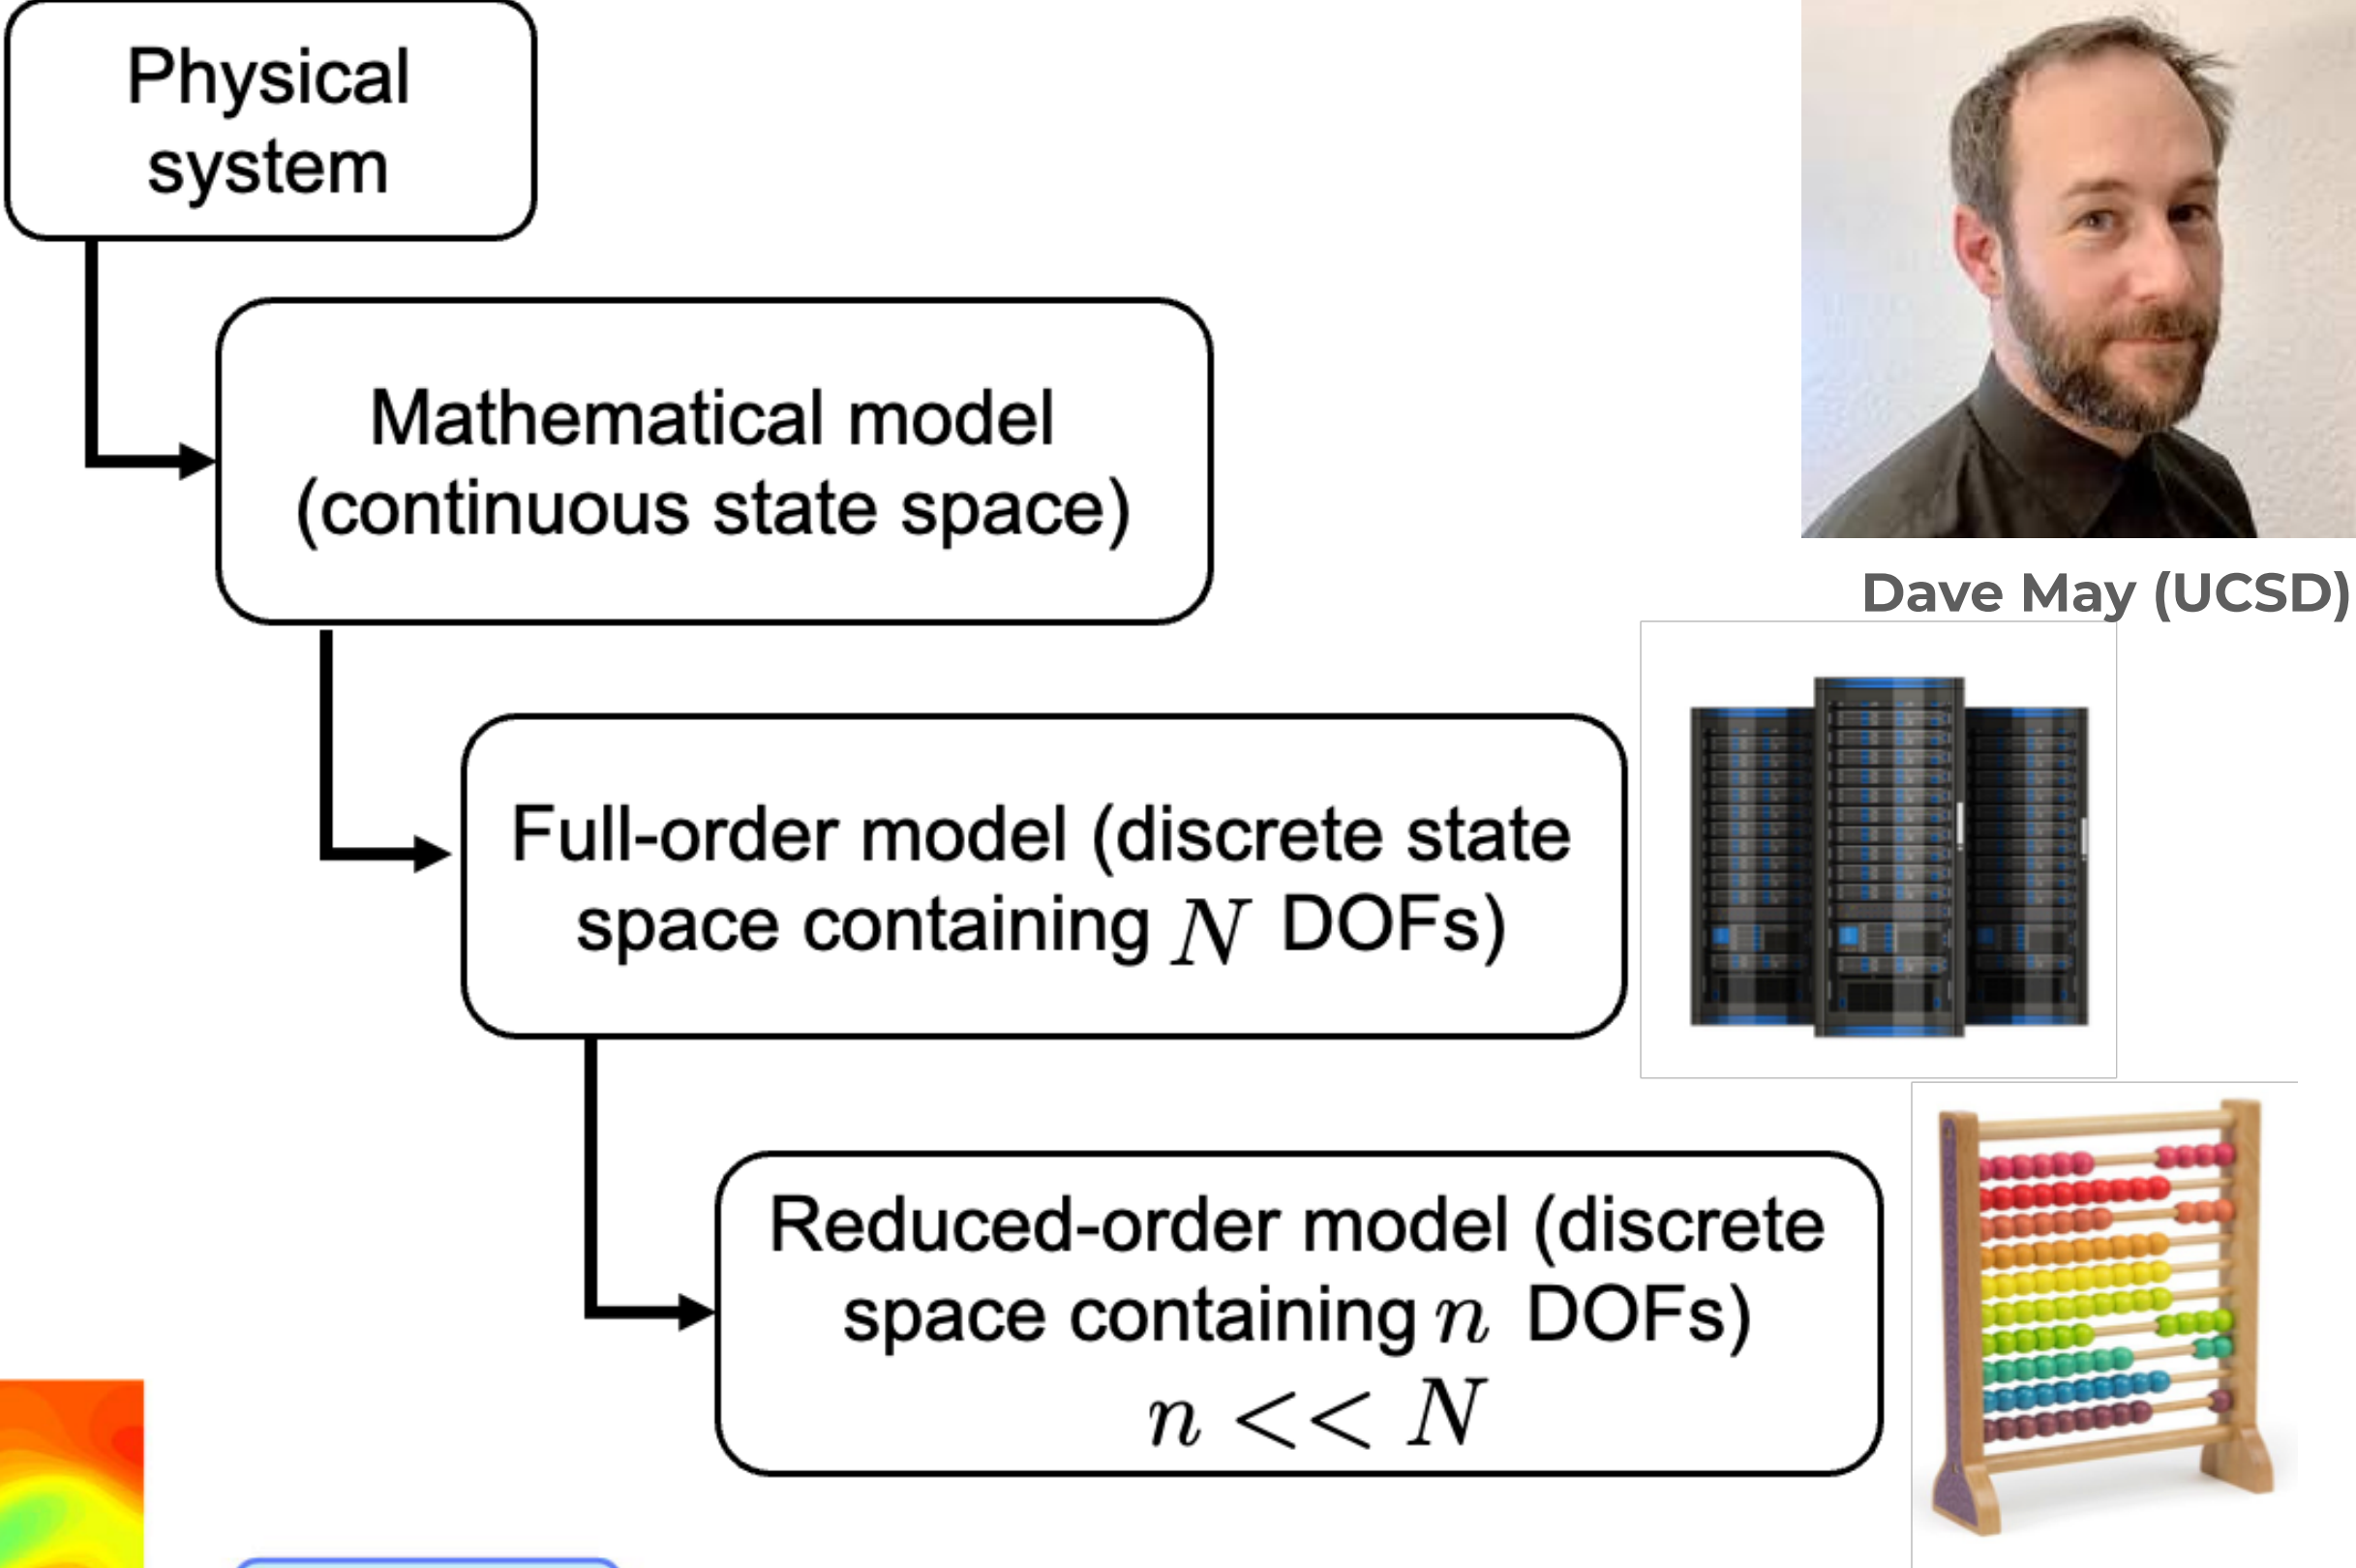 Physical
system
Mathematical model
(continuous state space)
Dave May (UCSD)
Full-order model (discrete state
space containing N DOFs)
Reduced-order model (discrete
space containing n DOFs)
n << N